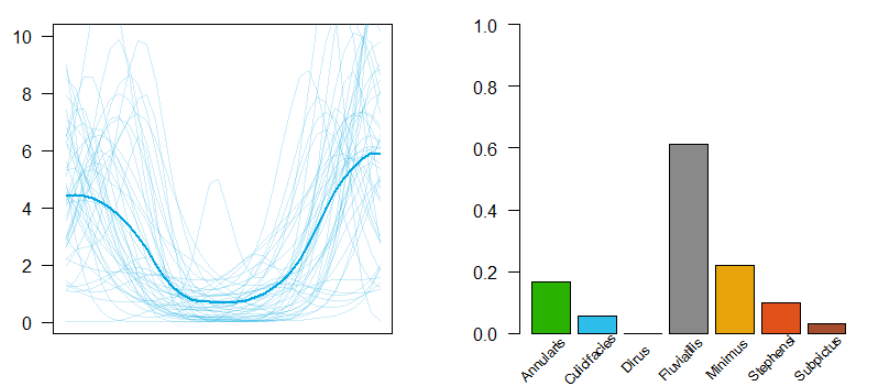 10
8
6
4
2
0
1.0
0.8
0.6
0.4
0.2
0.0
Annularis
Culicifacies
Dirus
Fluviatilis
Minimus
Stephensi
Subpictus